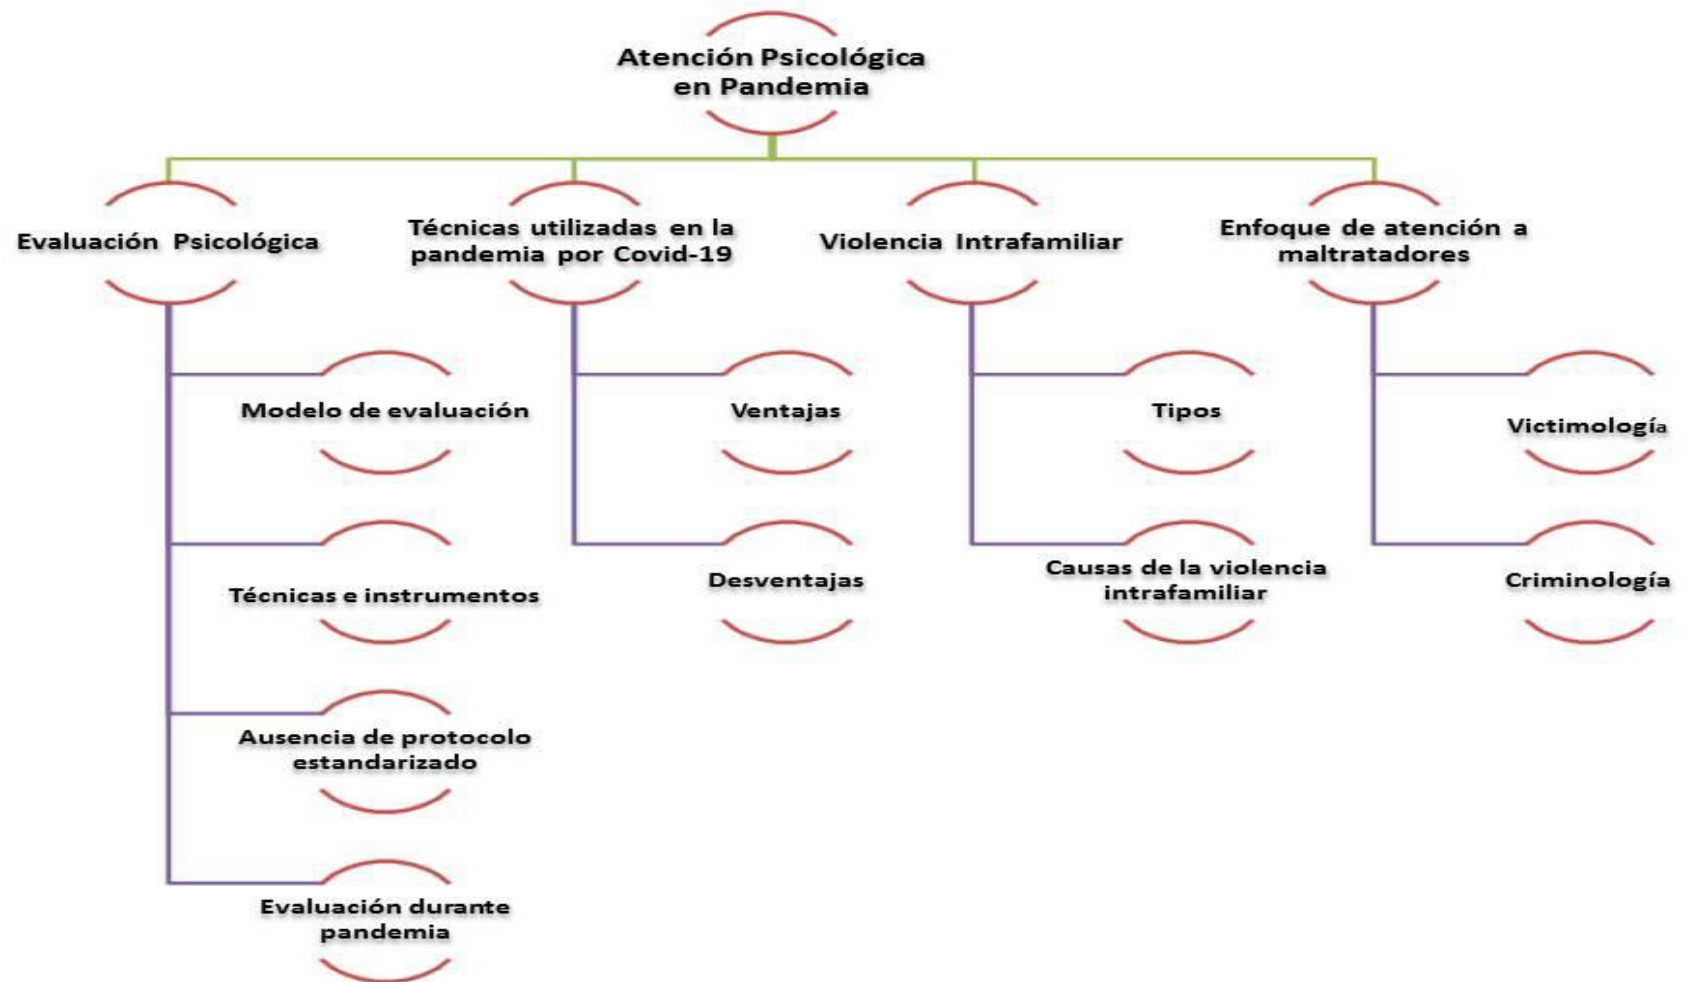 Atención Psicológica
en Pandemia
Evaluación Psicológica
Técnicas utilizadas en la
pandemia por Covid-19
Violencia Intrafamiliar
Enfoque de atención a
maltratadores
Modelo de evaluación
Técnicas e instrumentos
Ausencia de protocolo
estandarizado
Evaluación durante
pandemia
Ventajas
Desventajas
Tipos
Causas de la violencia
intrafamiliar
Victimología
Criminología